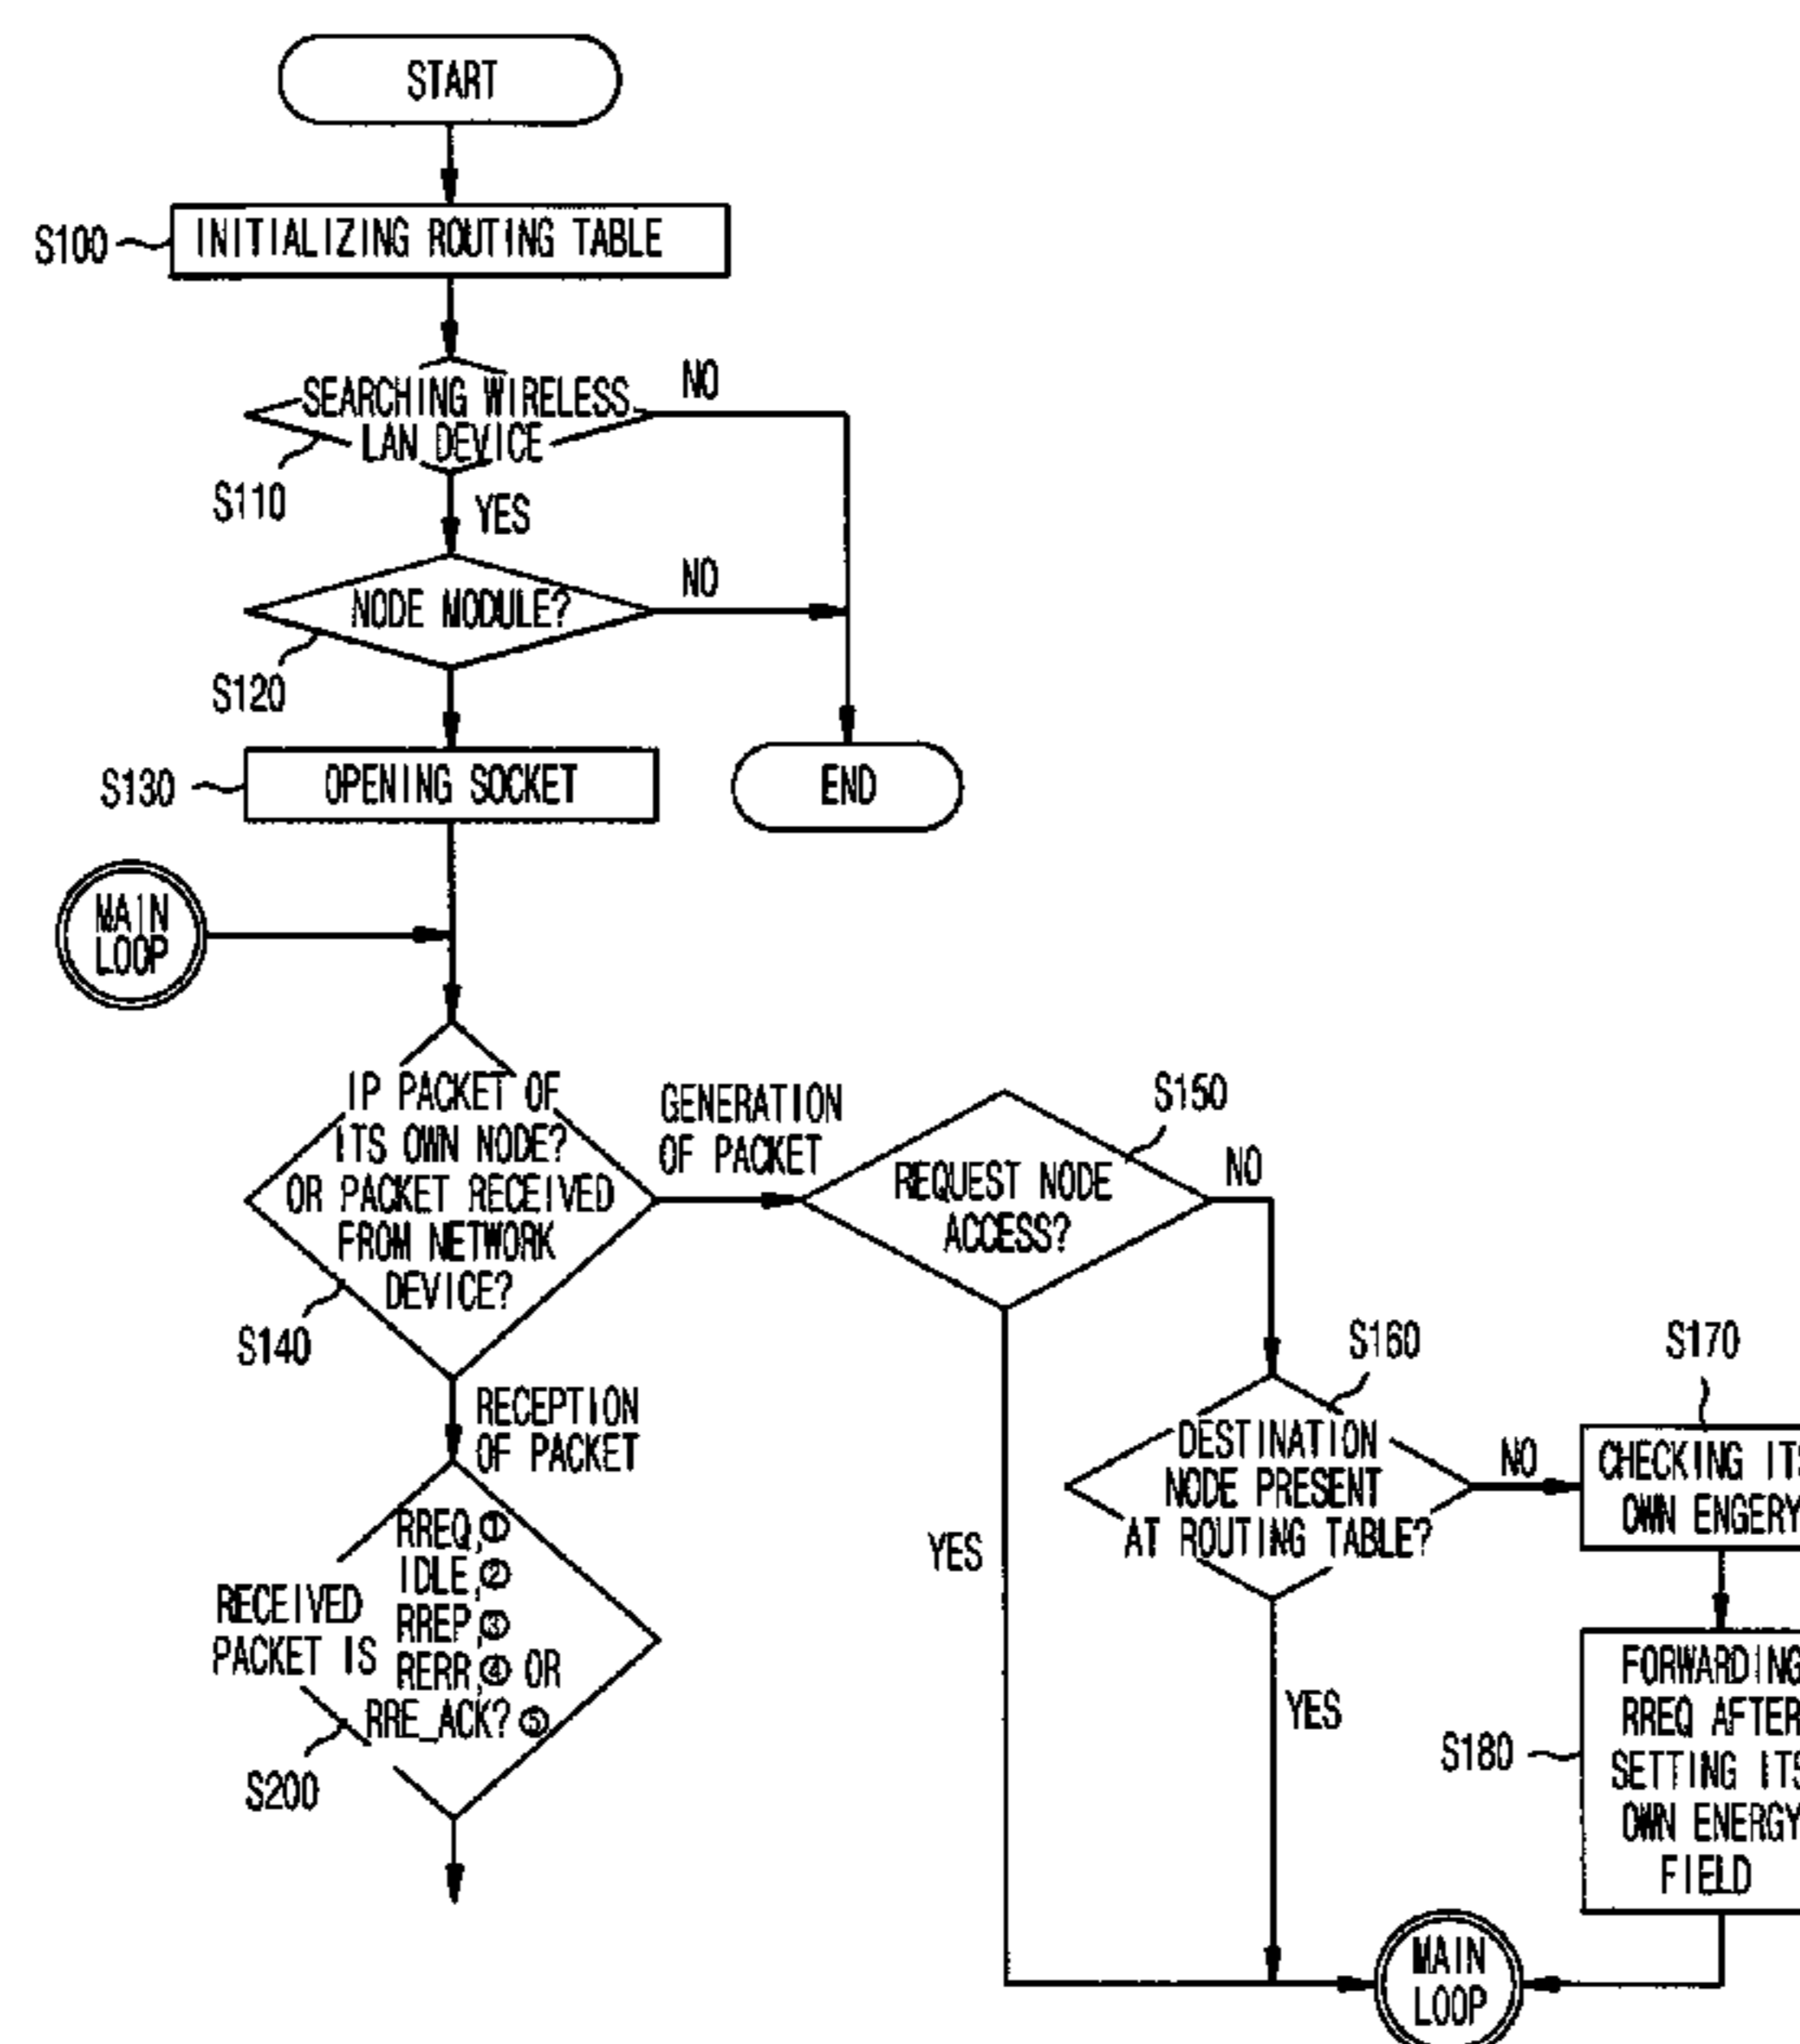 START
S100
INITIALIZING ROUTING TABLE
SEARCHING WIRELESS
LAN DEVICE
NO
S110
YES
NODE MODULE?
NO
S120
S130
OPENING SOCKET
END
MAIN
LOOP
IP PACKET OF
ITS OWN NODE?
OR PACKET RECEIVED
FROM NETWORK
DEVICE?
S140
GENERATION
OF PACKET
REQUEST NODE
ACCESS?
S150
NO
YES
RECEPTION
OF PACKET
RECEIVED
PACKET IS
RREQ,①
IDLE,②
RREP,③
RERR,④ OR
RRE_ACK?⑤
S200
S160
DESTINATION
NODE PRESENT
AT ROUTING TABLE?
NO
YES
S170
CHECKING ITS
OWN ENGERY
S180
FORWARDING
RREQ AFTER
SETTING ITS
OWN ENERGY
FIELD
MAIN
LOOP